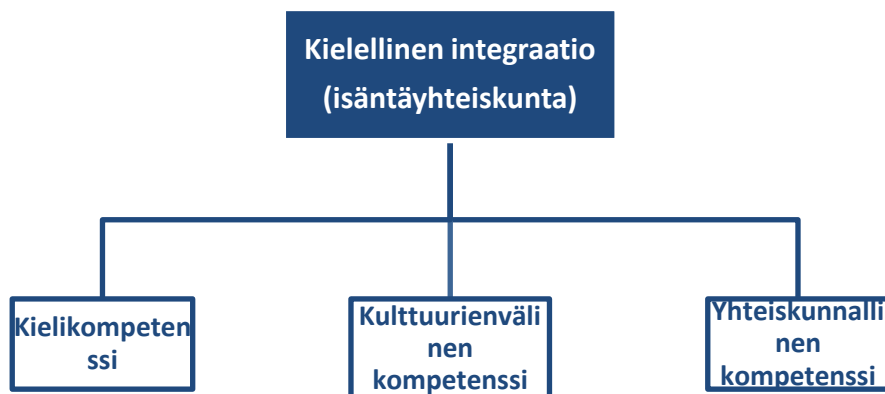 Kielellinen integraatio
(isäntäyhteiskunta)
Kielikompeten
ssi
Kulttuurienväli
nen
kompetenssi
Yhteiskunnalli
nen
kompetenssi